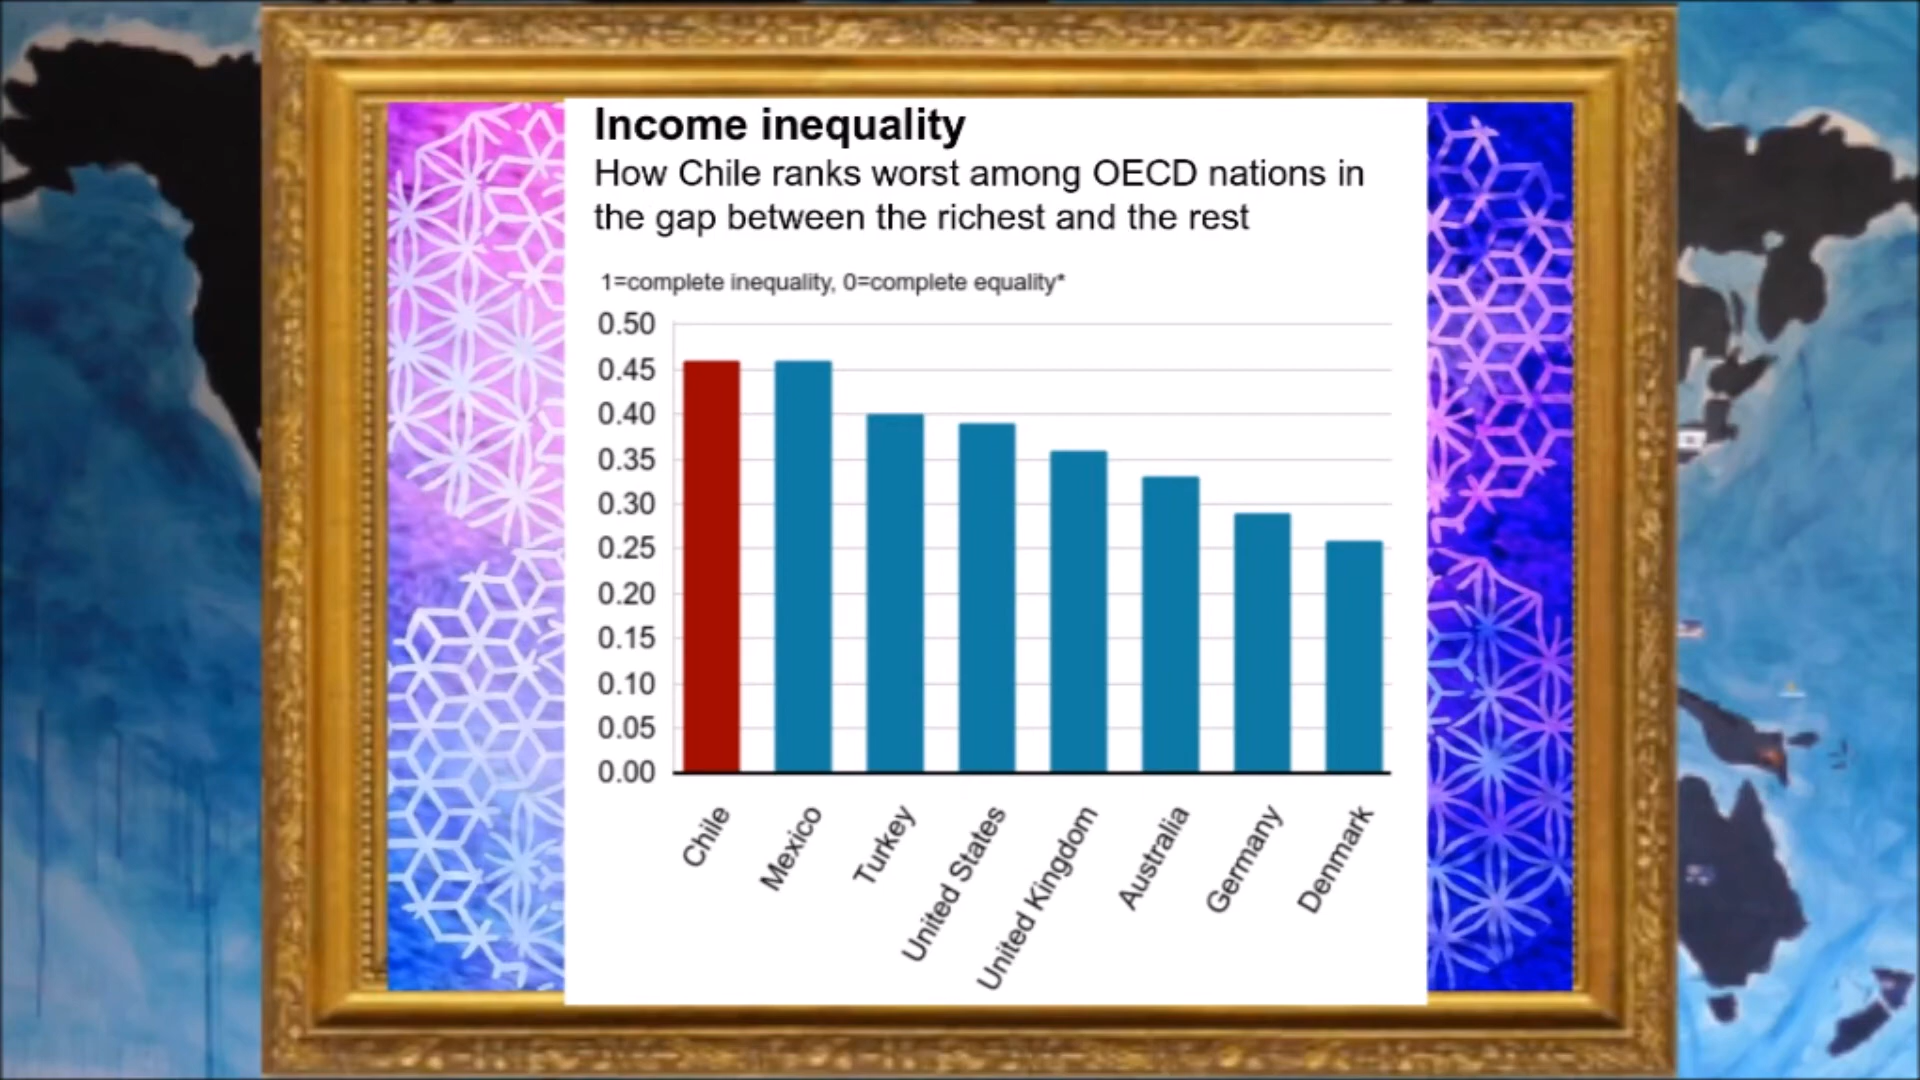 Income inequality
How Chile ranks worst among OECD nations in
the gap between the richest and the rest
1=complete inequality, 0=complete equality*
0.50
0.45
0.40
0.35
0.30
0.25
0.20
0.15
0.10
0.05
0.00
Chile
Mexico
Turkey
United States
United Kingdom
Australia
Germany
Denmark